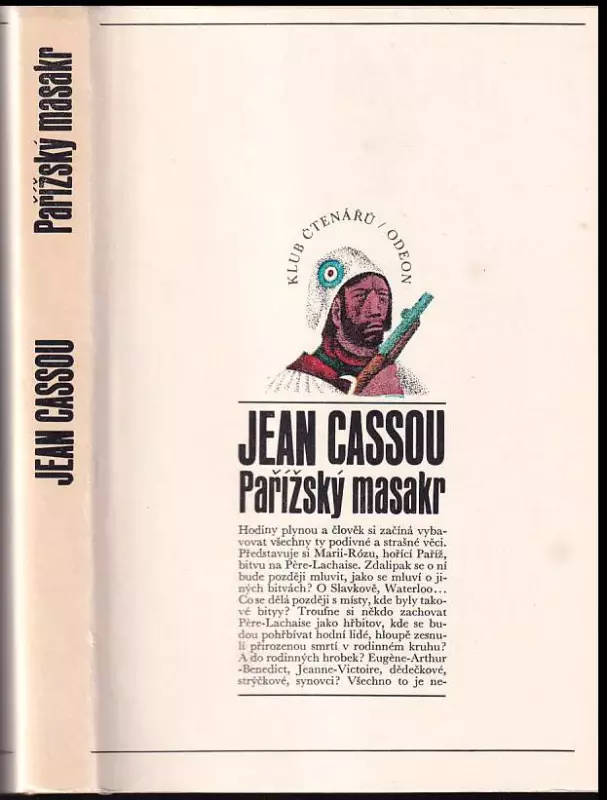 Pařížský masakr
JEAN CASSOU
KLUB ČTENÁŘŮ / ODEON
JEAN CASSOU
Pařížský masakr
Hodiny plynou a člověk si začíná vyba-
vovat všechny ty podivné a strašné věci.
Představuje si Marii-Rózu, hořící Paříž,
bitvu na Père-Lachaise. Zdalipak se o ní
bude později mluvit, jako se mluví o ji-
ných bitvách? O Slavkově, Waterloo...
Co se dělá později s místy, kde byly tako-
vé bityy? Troufne si někdo zachovat
Père-Lachaise jako hřbitov, kde se bu-
dou pohřbívat hodní lidé, hloupě zesnu-
lí přirozenou smrtí v rodinném kruhu?
A do rodinných hrobek? Eugène-Arthur
-Benedict, Jeanne-Victoire, dědečkové,
strýčkové, synovci? Všechno to je ne-